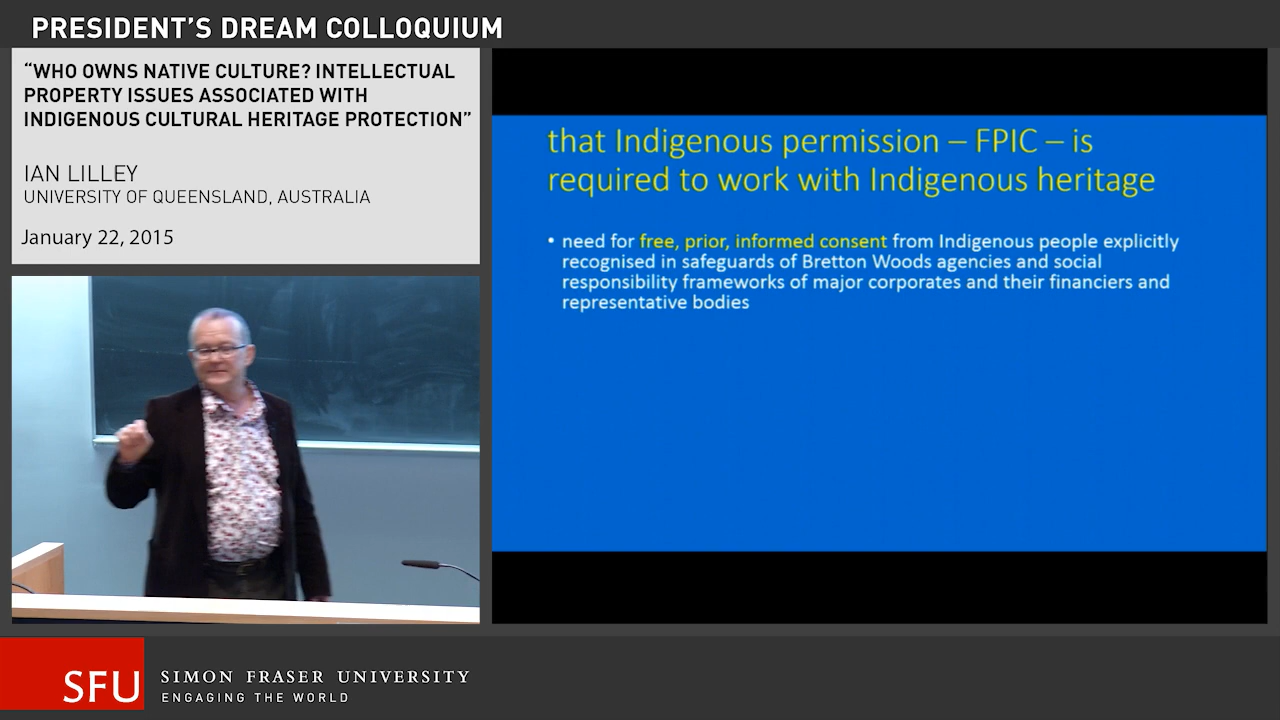 PRESIDENT’S DREAM COLLOQUIUM
“WHO OWNS NATIVE CULTURE? INTELLECTUAL
PROPERTY ISSUES ASSOCIATED WITH
INDIGENOUS CULTURAL HERITAGE PROTECTION”
IAN LILLEY
UNIVERSITY OF QUEENSLAND, AUSTRALIA
January 22, 2015
that Indigenous permission – FPIC – is
required to work with Indigenous heritage
• need for free, prior, informed consent from Indigenous people explicitly
recognised in safeguards of Bretton Woods agencies and social
responsibility frameworks of major corporates and their financiers and
representative bodies
SFU
SIMON FRASER UNIVERSITY
ENGAGING THE WORLD